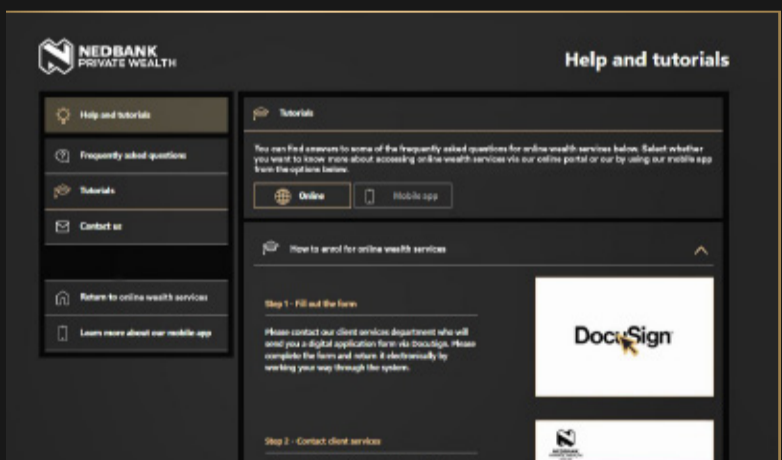 NEDBANK
PRIVATE WEALTH
Help and tutorials
Help and tutorials
Frequently asked questions
Tutorials
Contact us
Return to online wealth services
Learn more about our mobile app
Tutorials
You can find answers to some of the frequently asked questions for online wealth services below. Select whether
you want to know more about accessing online wealth services via our online portal or our by using our mobile app
from the options below.
Online
Mobile app
How to enrol for online wealth services
Step 1 - Fill out the form
Please contact our client services department who will
send you a digital application form via Docusign. Please
complete the form and return it electronically by
working your way through the system.
DocuSign
Step 2 - Contact client services
NEDBANK